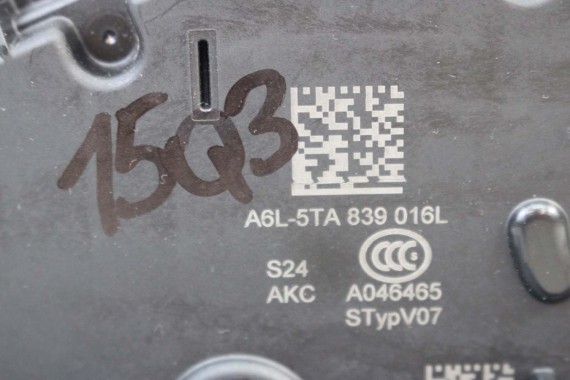 15Q3
A6L-5TA 839 016L
CCC
S24
AKC A046465
STypV07